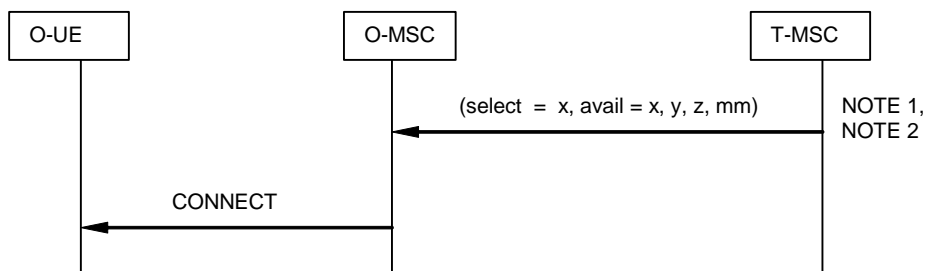 O-UE
O-MSC
T-MSC
(select = x, avail = x, y, z, mm)
NOTE 1,
NOTE 2
CONNECT